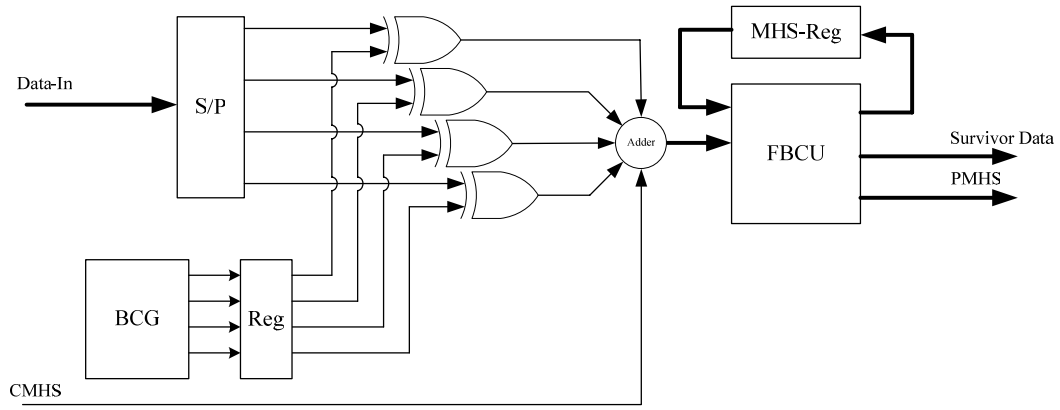 MHS-Reg
Data-In
S/P
Adder
FBCU
Survivor Data
PMHS
BCG
Reg
CMHS